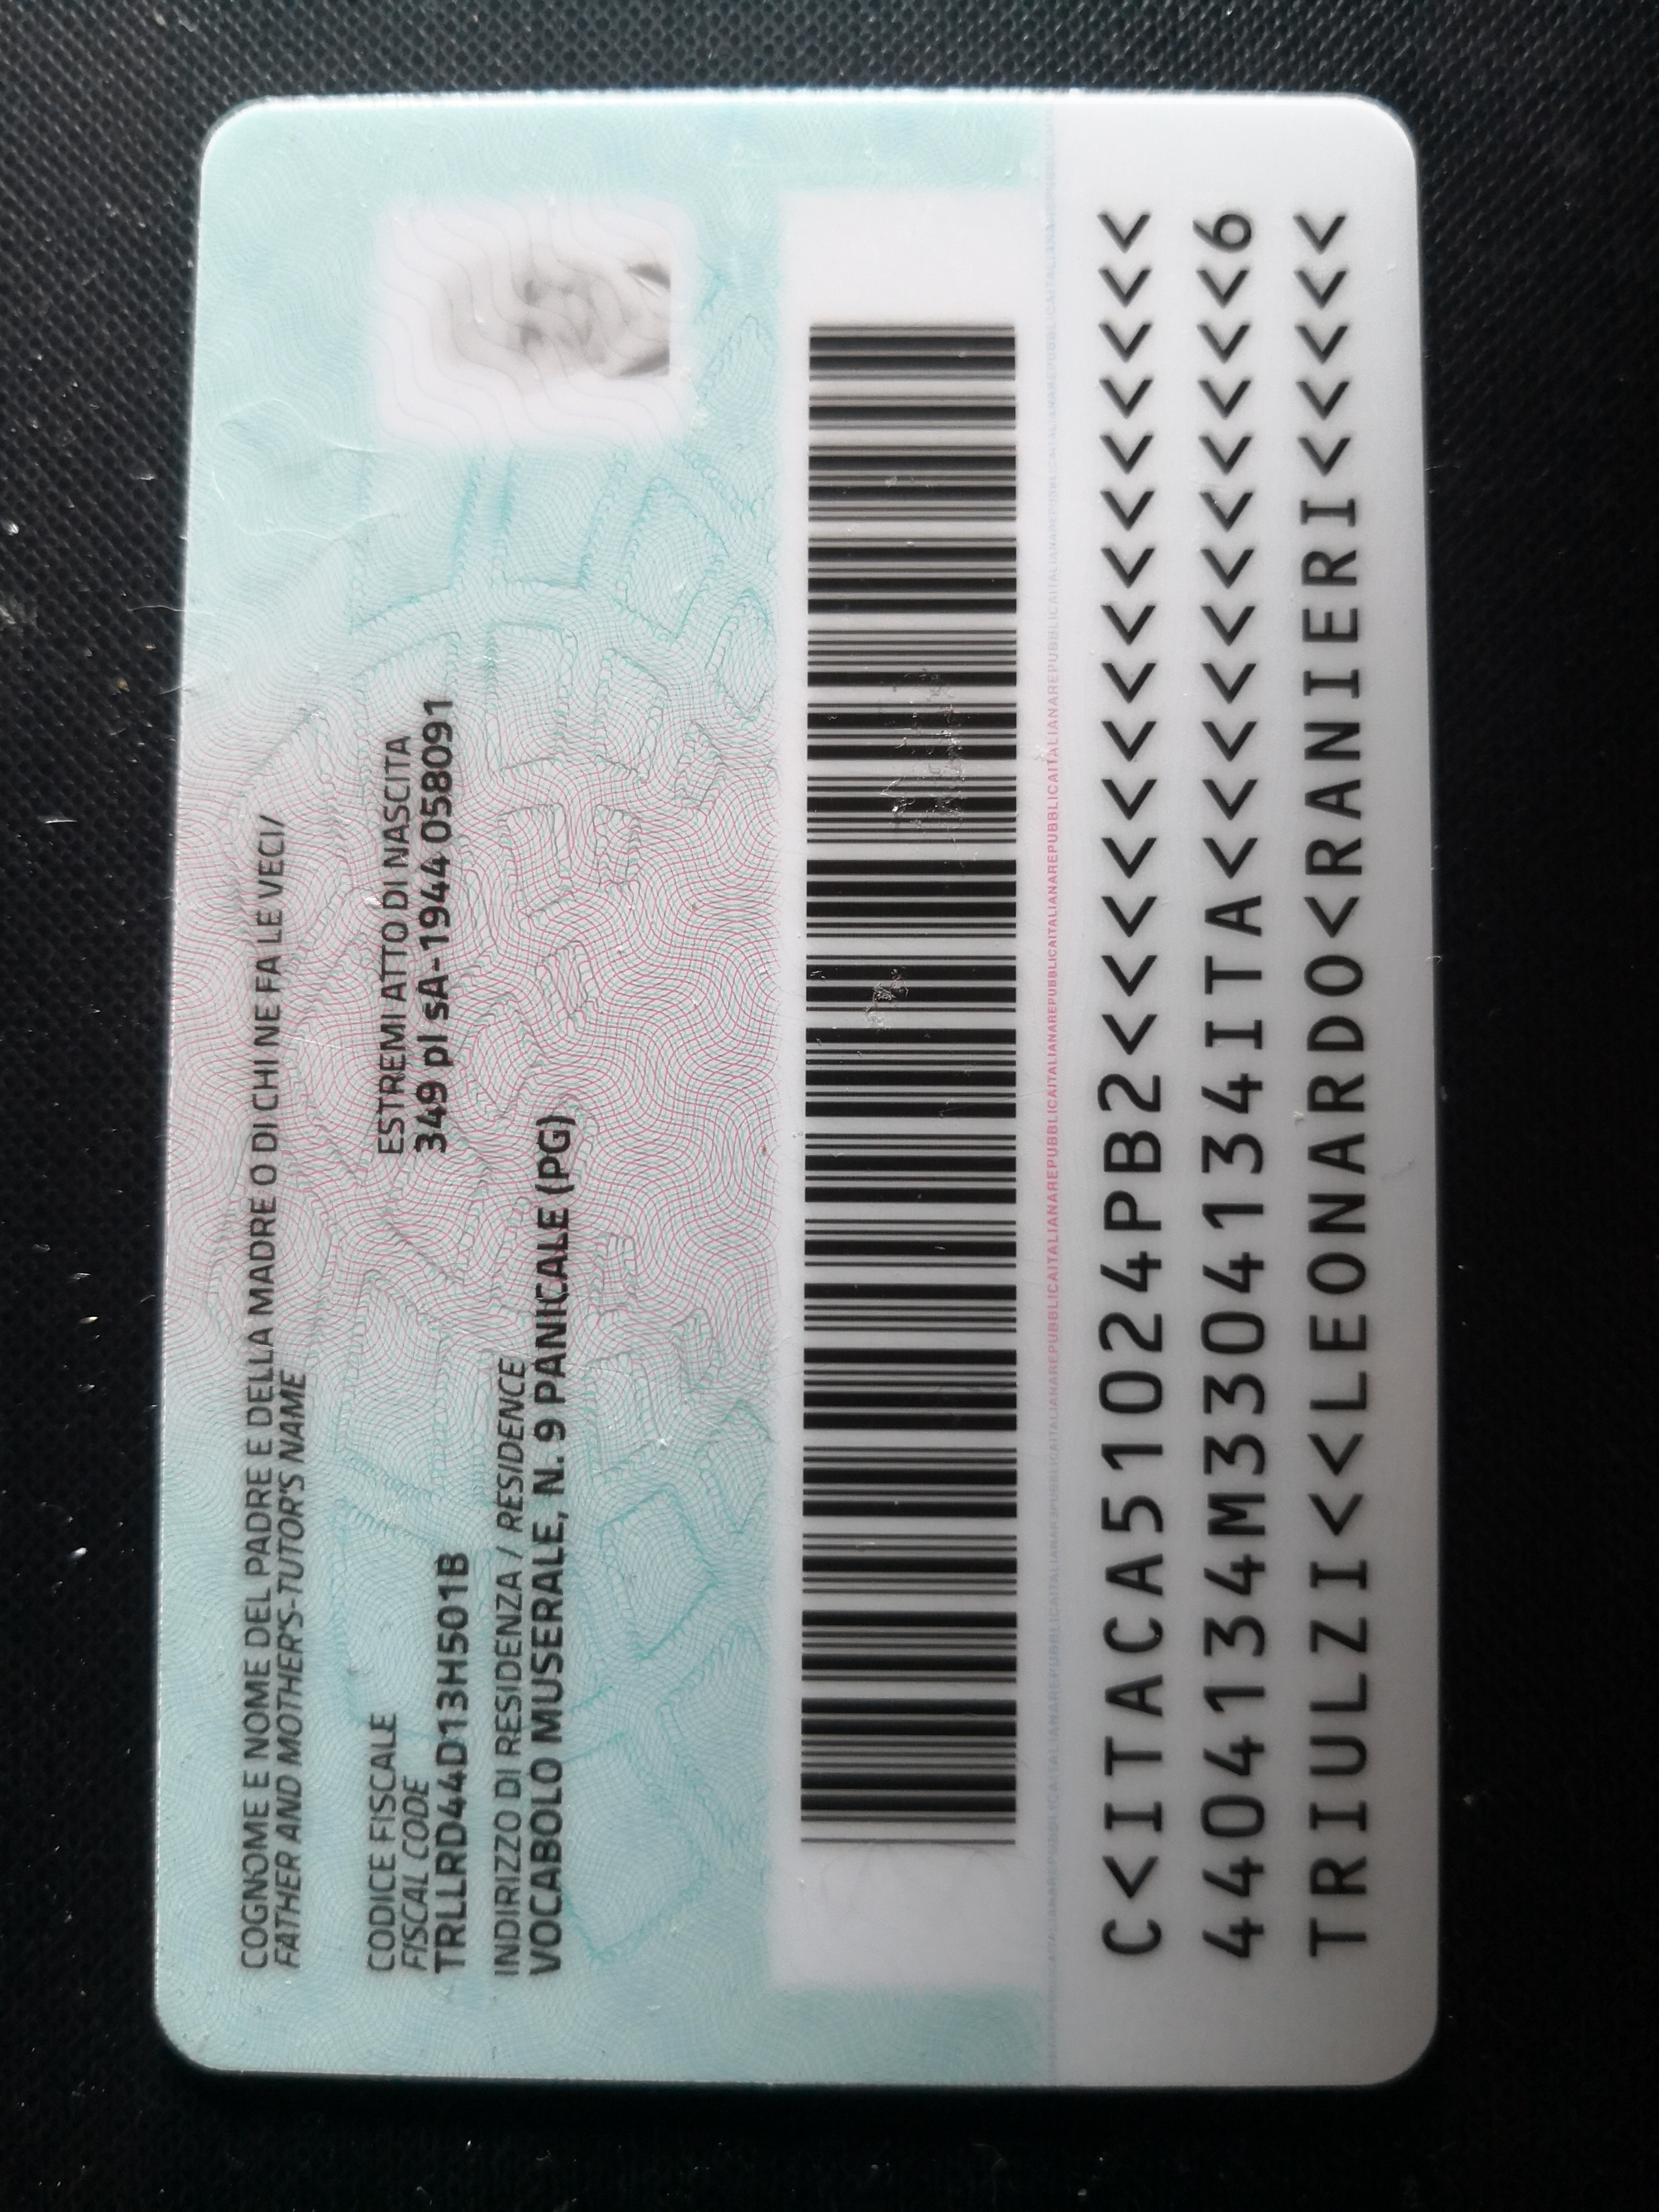 COGNOME E NOME DEL PADRE E DELLA MADRE O DI CHI NE FA LE VECI/
FATHER AND MOTHER'S-TUTOR'S NAME
CODICE FISCALE
FISCAL CODE
TRLLRD44D13H501B
ESTREMI ATTO DI NASCITA
349 pI sA-1944 058091
INDIRIZZO DI RESIDENZA / RESIDENCE
VOCABOLO MUSERALE, N. 9 PANICALE (PG)
REPUBBLICAITALIANAREPUBBLICAITALIANAREPUBBLICAITALIANAREPUBBLICAITALIANA
C<ITACA51024PB2<<<<<<<<<<<<<<<
4404134M3304134ITA<<<<<<<<<<<6
TRIULZI<<LEONARDO<RANIERI<<<<<